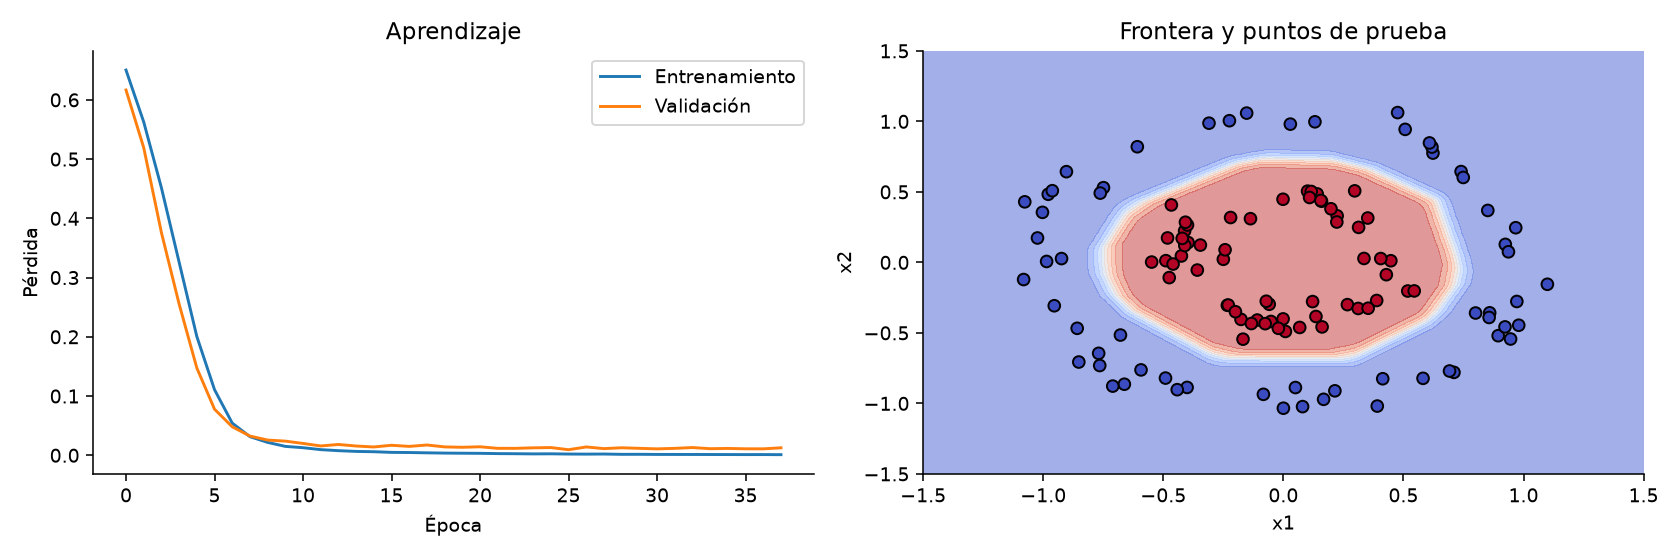 Aprendizaje
Pérdida
0.6
0.5
0.4
0.3
0.2
0.1
0.0
Entrenamiento
Validación
0 5 10 15 20 25 30 35
Época
Frontera y puntos de prueba
x2
1.5
1.0
0.5
0.0
−0.5
−1.0
−1.5
−1.5 −1.0 −0.5 0.0 0.5 1.0 1.5
x1